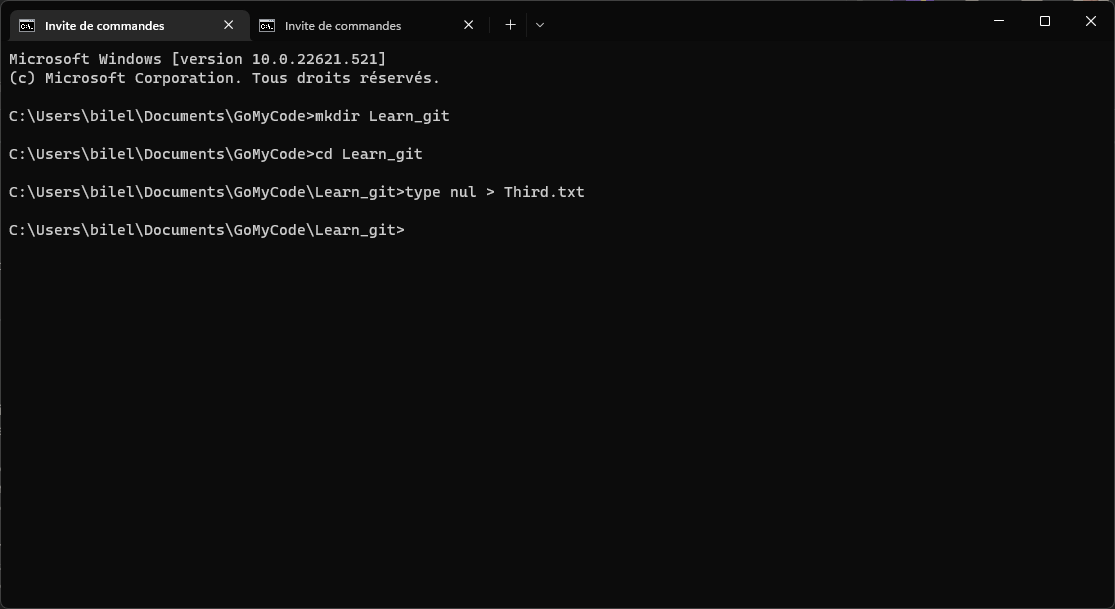 Invite de commandes
Invite de commandes
Microsoft Windows [version 10.0.22621.521]
(c) Microsoft Corporation. Tous droits réservés.
C:\Users\bilel\Documents\GoMyCode>mkdir Learn_git
C:\Users\bilel\Documents\GoMyCode>cd Learn_git
C:\Users\bilel\Documents\GoMyCode\Learn_git>type nul > Third.txt
C:\Users\bilel\Documents\GoMyCode\Learn_git>